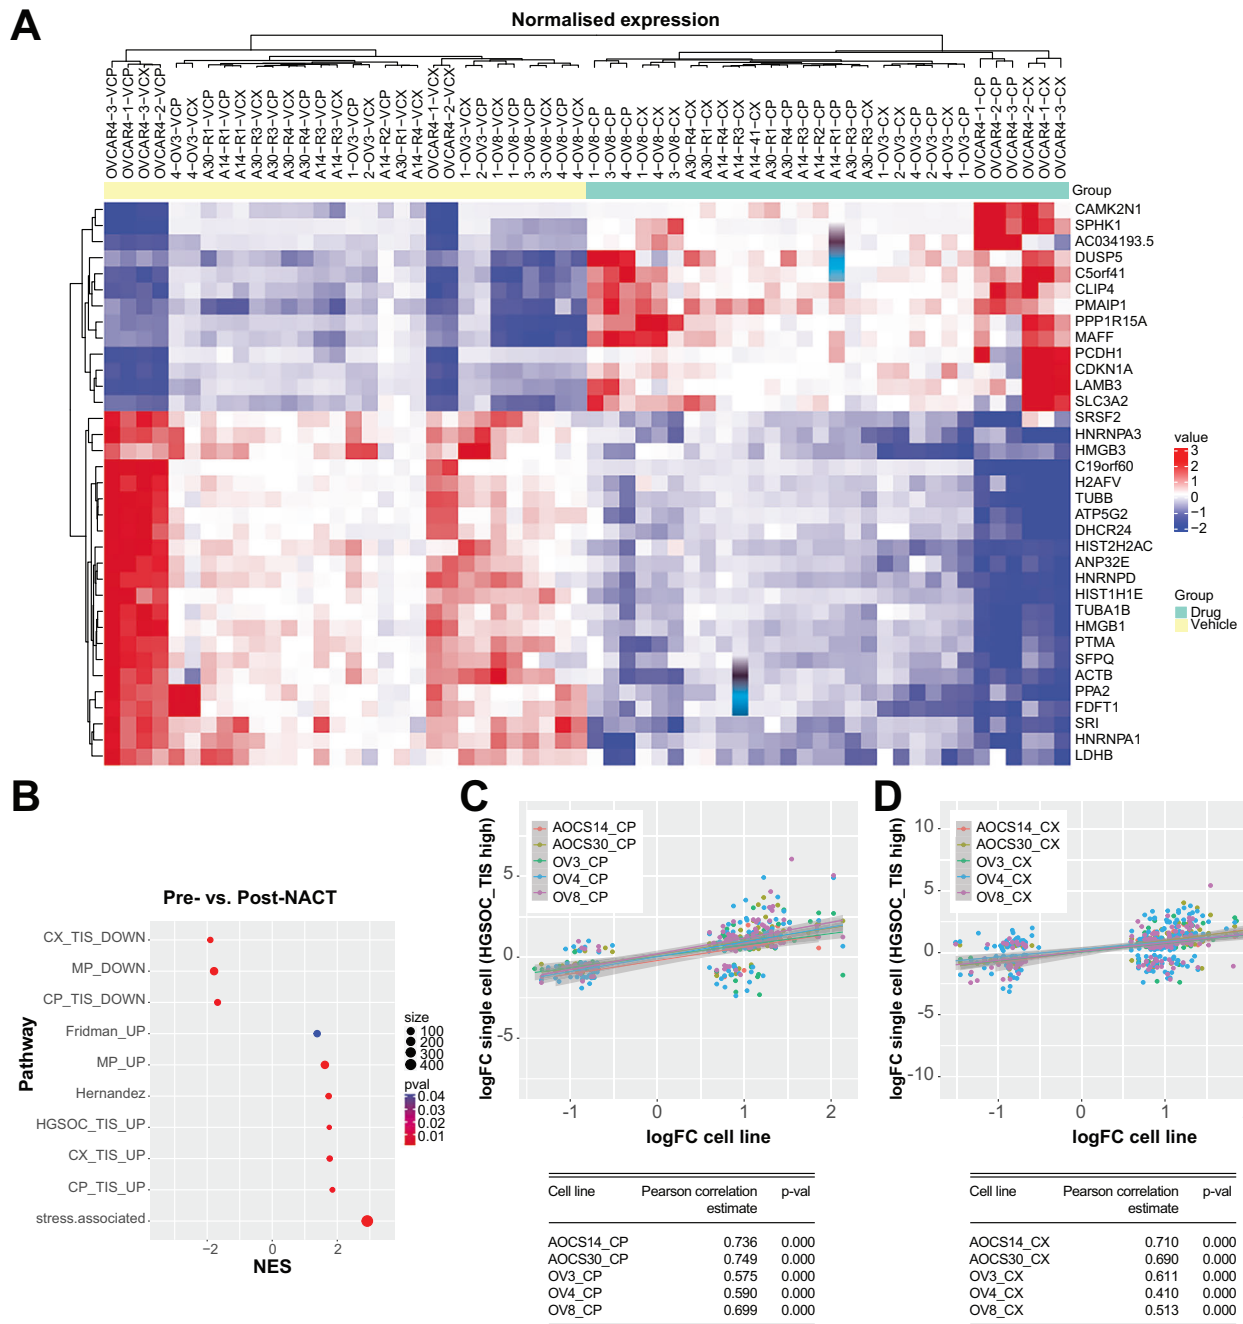 A
Normalised expression
OVCAR4-3-VCP
OVCAR4-1-VCP
OVCAR4-3-VCX
OVCAR4-2-VCP
4-OV3-VCP
4-OV3-VCX
A30-R1-VCP
A14-R1-VCP
A14-R1-VCX
A30-R3-VCX
A30-R3-VCP
A30-R4-VCX
A30-R4-VCP
A14-R3-VCP
A14-R3-VCX
1-OV3-VCP
2-OV3-VCX
A14-R2-VCP
A30-R1-VCX
A14-R4-VCX
OVCAR4-1-VCX
OVCAR4-2-VCX
1-OV3-VCX
2-OV3-VCP
1-OV8-VCX
1-OV8-VCP
3-OV8-VCP
3-OV8-VCX
4-OV8-VCP
4-OV8-VCX
1-OV8-CP
3-OV8-CP
4-OV8-CP
1-OV8-CX
4-OV8-CX
3-OV8-CX
A30-R4-CX
A30-R1-CX
A14-R1-CX
A14-R3-CX
A14-41-CX
A30-R1-CP
A30-R4-CP
A14-R3-CP
A14-R2-CP
A14-R1-CP
A30-R3-CP
A30-R3-CX
1-OV3-CX
2-OV3-CX
4-OV3-CP
2-OV3-CP
4-OV3-CX
1-OV3-CP
OVCAR4-1-CP
OVCAR4-2-CP
OVCAR4-3-CP
OVCAR4-2-CX
OVCAR4-1-CX
OVCAR4-3-CX
Group
CAMK2N1
SPHK1
AC034193.5
DUSP5
C5orf41
CLIP4
PMAIP1
PPP1R15A
MAFF
PCDH1
CDKN1A
LAMB3
SLC3A2
SRSF2
HNRNPA3
HMGB3
C19orf60
H2AFV
TUBB
ATP5G2
DHCR24
HIST2H2AC
ANP32E
HNRNPD
HIST1H1E
TUBA1B
HMGB1
PTMA
SFPQ
ACTB
PPA2
FDFT1
SRI
HNRNPA1
LDHB
value
3
2
1
0
−1
−2
Group
Drug
Vehicle
B
Pre- vs. Post-NACT
CX_TIS_DOWN
MP_DOWN
CP_TIS_DOWN
Fridman_UP
MP_UP
Hernandez
HGSOC_TIS_UP
CX_TIS_UP
CP_TIS_UP
stress.associated
Pathway
−2 0 2
NES
size
100
200
300
400
pval
0.04
0.03
0.02
0.01
C
logFC single cell (HGSOC_TIS high)
AOCS14_CP
AOCS30_CP
OV3_CP
OV4_CP
OV8_CP
5
0
-5
-1 0 1 2
logFC cell line
Cell line Pearson correlation estimate p-val
AOCS14_CP 0.736 0.000
AOCS30_CP 0.749 0.000
OV3_CP 0.575 0.000
OV4_CP 0.590 0.000
OV8_CP 0.699 0.000
D
logFC single cell (HGSOC_TIS high)
AOCS14_CX
AOCS30_CX
OV3_CX
OV4_CX
OV8_CX
10
5
0
-5
-10
-1 0 1
logFC cell line
Cell line Pearson correlation estimate p-val
AOCS14_CX 0.710 0.000
AOCS30_CX 0.690 0.000
OV3_CX 0.611 0.000
OV4_CX 0.410 0.000
OV8_CX 0.513 0.000